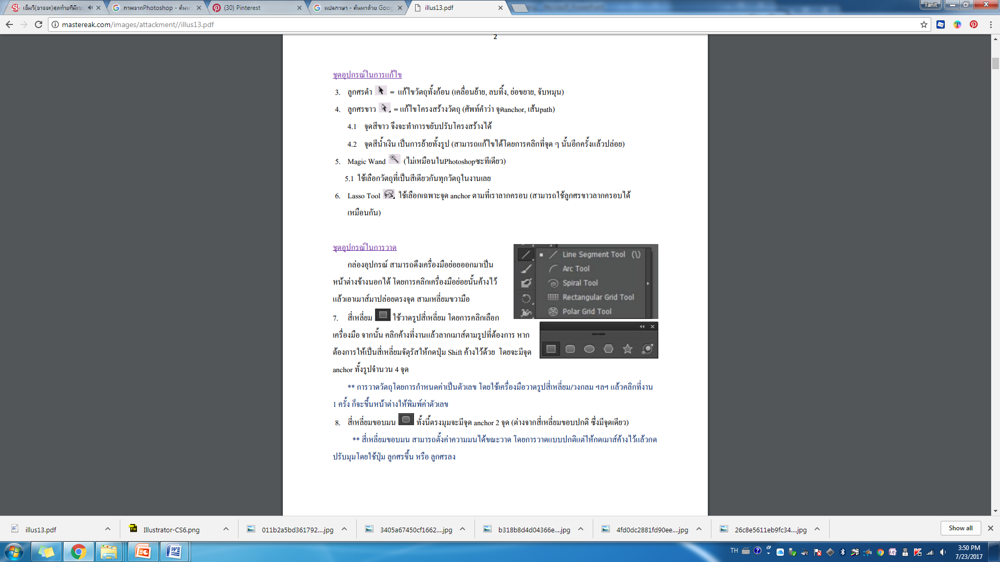 เอ็มวี(อาจจะ)สุดท้ายที่มีเซ
ภาพจากPhotoshop - ค้นหา
(30) Pinterest
แปลภาษา - ค้นหาด้วย Goog
illus13.pdf
Tanit
mastereak.com/images/attackment//illus13.pdf
2
ชุดอุปกรณ์ในการแก้ไข
3. ลูกศรดำ = แก้ไขวัตถุทั้งก้อน (เคลื่อนย้าย, ลบทิ้ง, ย่อขยาย, จับหมุน)
4. ลูกศรขาว = แก้ไขโครงสร้างวัตถุ (ศัพท์คำว่า จุดanchor, เส้นpath)
4.1 จุดสีขาว จึงจะทำการขยับปรับโครงสร้างได้
4.2 จุดสีน้ำเงิน เป็นการย้ายทั้งรูป (สามารถแก้ไขได้โดยการคลิกที่จุด ๆ นั้นอีกครั้งแล้วปล่อย)
5. Magic Wand (ไม่เหมือนในPhotoshopซะทีเดียว)
5.1 ใช้เลือกวัตถุที่เป็นสีเดียวกันทุกวัตถุในงานเลย
6. Lasso Tool ใช้เลือกเฉพาะจุด anchor ตามที่เราลากครอบ (สามารถใช้ลูกศรขาวลากครอบได้
เหมือนกัน)
ชุดอุปกรณ์ในการวาด
กล่องอุปกรณ์ สามารถดึงเครื่องมือย่อยออกมาเป็น
หน้าต่างข้างนอกได้ โดยการคลิกเครื่องมือย่อยนั้นค้างไว้
แล้วเอาเมาส์มาปล่อยตรงจุด สามเหลี่ยมขวามือ
Line Segment Tool (\)
Arc Tool
Spiral Tool
Rectangular Grid Tool
Polar Grid Tool
7. สี่เหลี่ยม ใช้วาดรูปสี่เหลี่ยม โดยการคลิกเลือก
เครื่องมือ จากนั้น คลิกค้างที่งานแล้วลากเมาส์ตามรูปที่ต้องการ หาก
ต้องการให้เป็นสี่เหลี่ยมจัตุรัสให้กดปุ่ม Shift ค้างไว้ด้วย โดยจะมีจุด
anchor ทั้งรูปจำนวน 4 จุด
** การวาดวัตถุโดยการกำหนดค่าเป็นตัวเลข โดยใช้เครื่องมือวาดรูปสี่เหลี่ยม/วงกลม ฯลฯ แล้วคลิกที่งาน
1 ครั้ง ก็จะขึ้นหน้าต่างให้พิมพ์ค่าตัวเลข
8. สี่เหลี่ยมขอบมน ทั้งนี้ตรงมุมจะมีจุด anchor 2 จุด (ต่างจากสี่เหลี่ยมขอบปกติ ซึ่งมีจุดเดียว)
** สี่เหลี่ยมขอบมน สามารถตั้งค่าความมนได้ขณะวาด โดยการวาดแบบปกติแต่ให้กดเมาส์ค้างไว้แล้วกด
ปรับมุมโดยใช้ปุ่ม ลูกศรขึ้น หรือ ลูกศรลง
illus13.pdf
Illustrator-CS6.png
011b2a5bd361792....jpg
3405a67450cf1662....jpg
b318b8d4d04366e....jpg
4fd0dc2881fd90ee....jpg
26c8e5611eb9fc34....jpg
Show all
TH
3:50 PM
7/23/2017